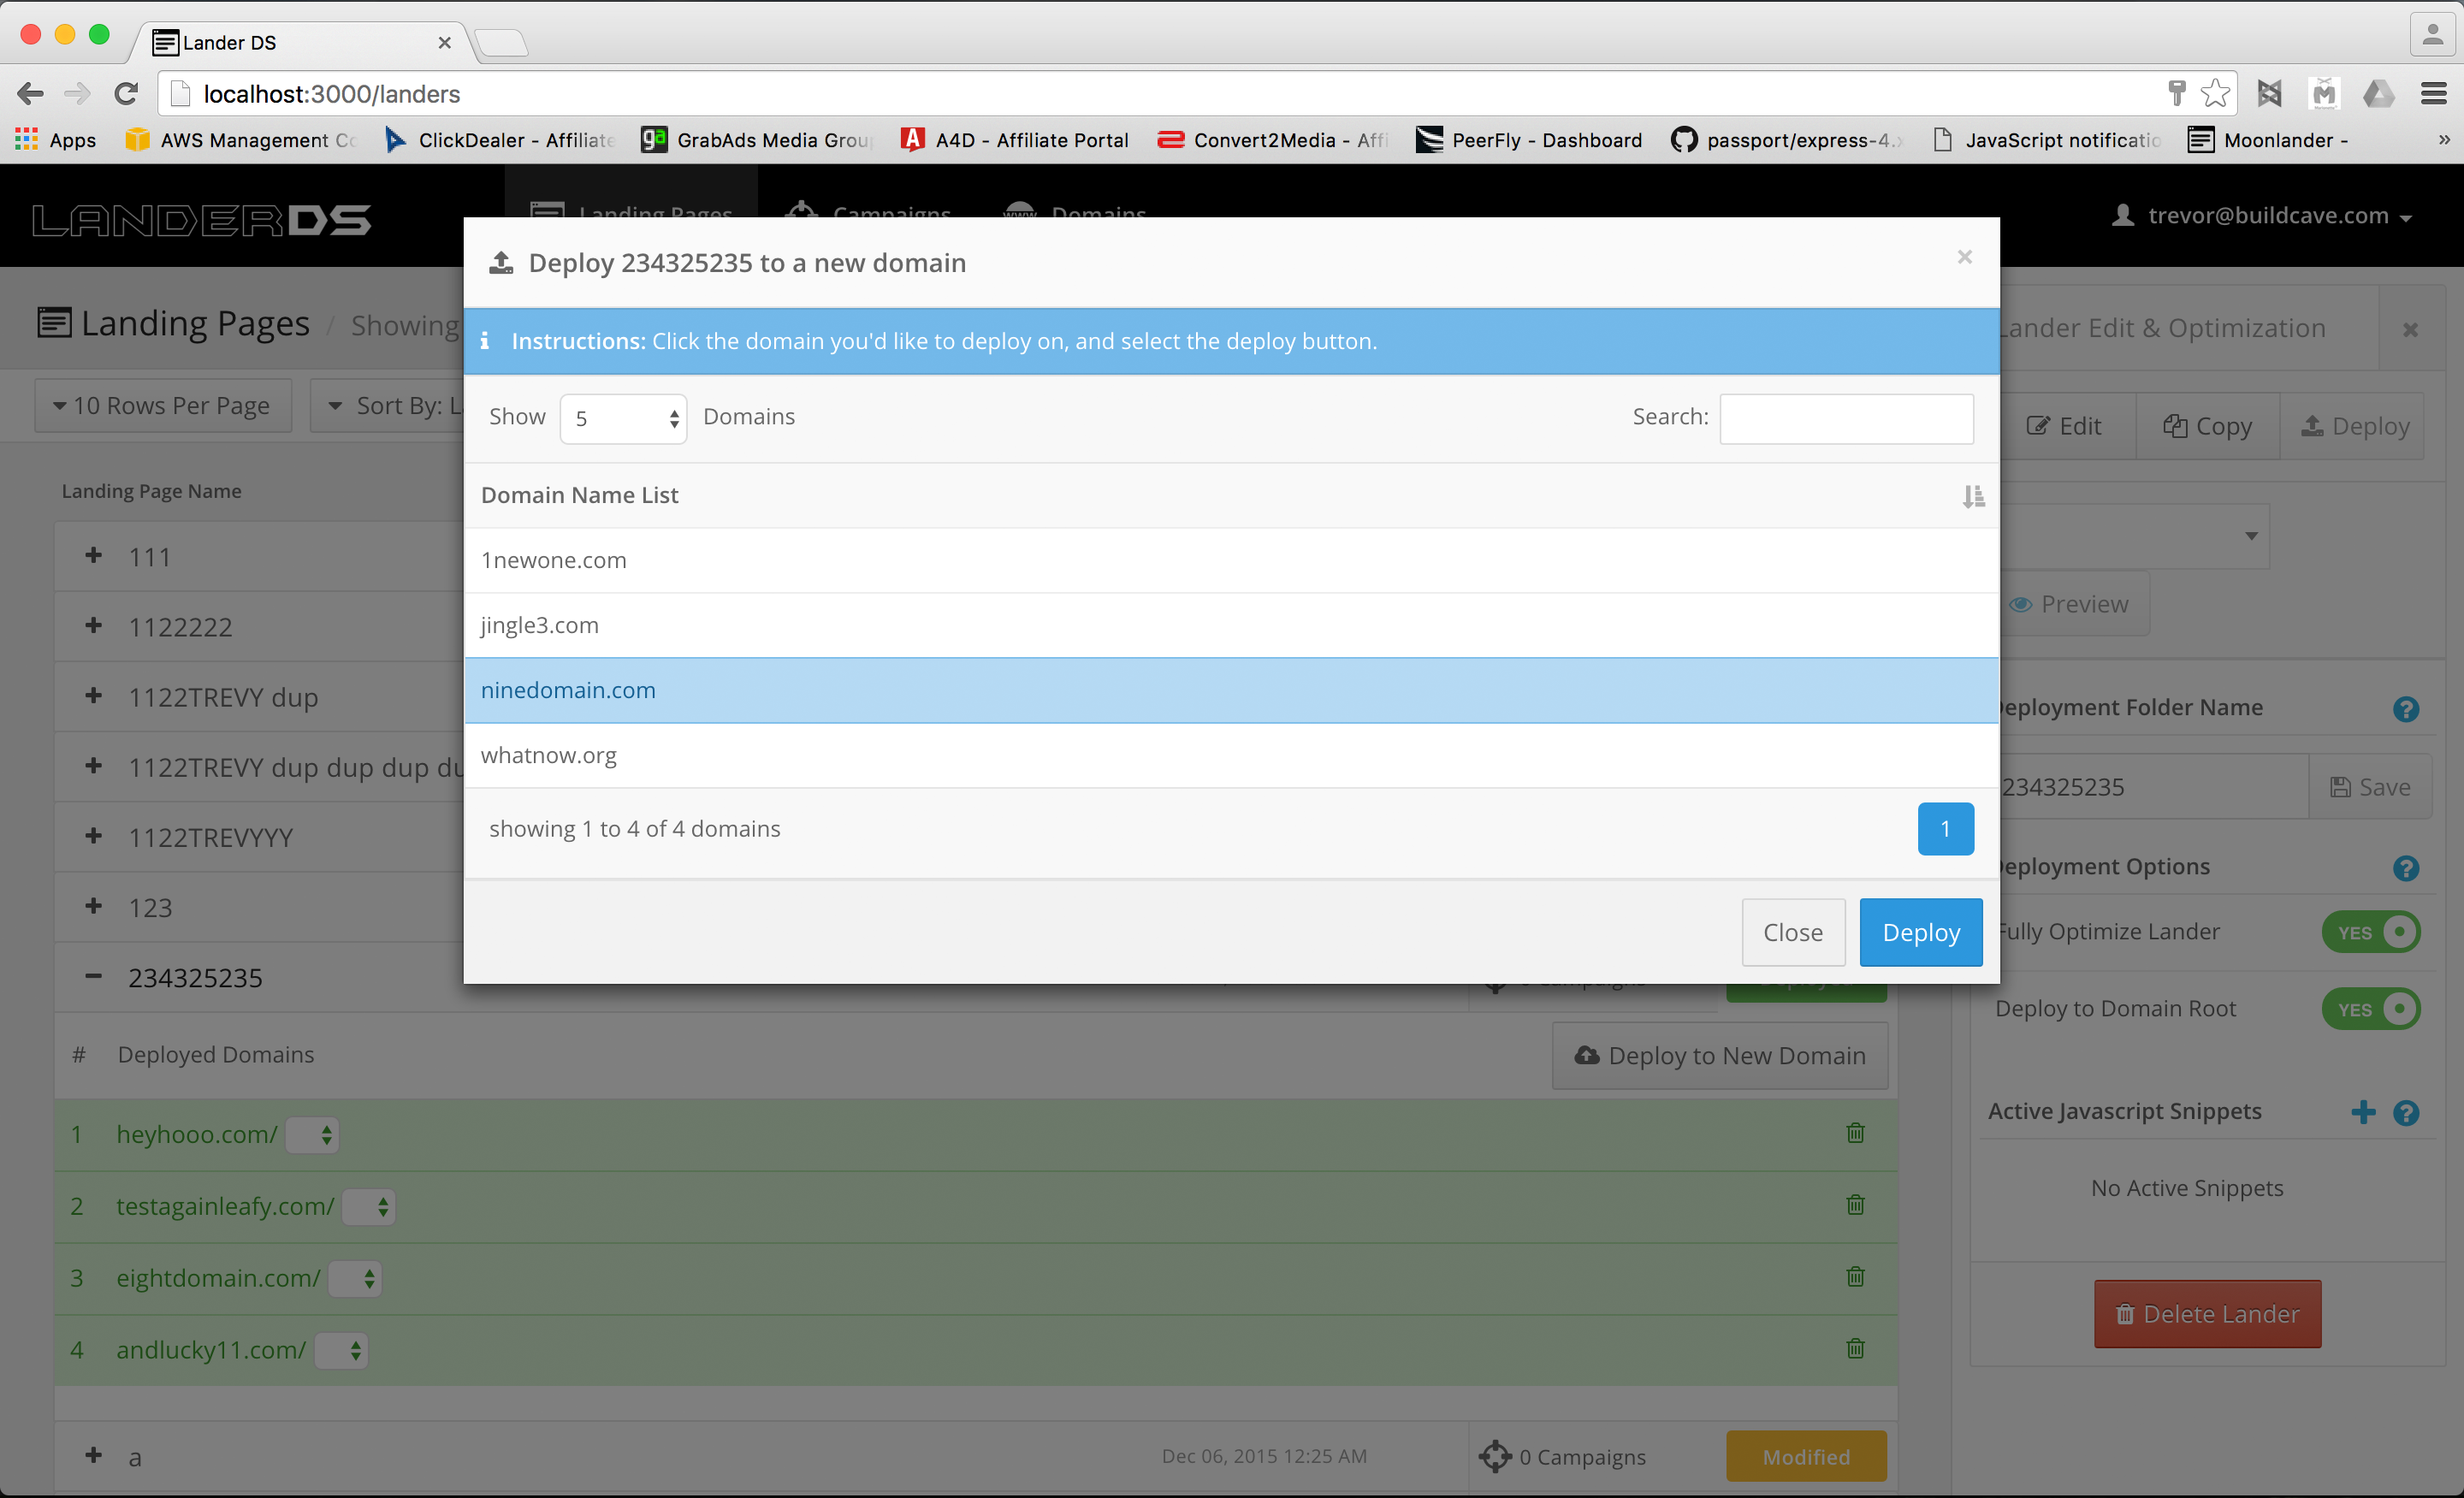 Lander DS
localhost:3000/landers
Apps
AWS Management Co
ClickDealer - Affiliate
ga
GrabAds Media Group
A4D - Affiliate Portal
Convert2Media - Affi
PeerFly - Dashboard
passport/express-4.x
JavaScript notificatio
Moonlander -
»
LANDERDS
Landing Pages
Campaigns
Domains
trevor@buildcave.com
Deploy 234325235 to a new domain
Instructions: Click the domain you'd like to deploy on, and select the deploy button.
Show 5 Domains
Search:
Domain Name List
1newone.com
jingle3.com
ninedomain.com
whatnow.org
showing 1 to 4 of 4 domains
1
Close
Deploy
Landing Pages / Showing
10 Rows Per Page
Sort By: L
Landing Page Name
111
1122222
1122TREVY dup
1122TREVY dup dup dup du
1122TREVYYY
123
234325235
# Deployed Domains
Deploy to New Domain
1 heyhooo.com/
2 testagainleafy.com/
3 eightdomain.com/
4 andlucky11.com/
a
Dec 06, 2015 12:25 AM
0 Campaigns
Modified
Lander Edit & Optimization
Edit
Copy
Deploy
Preview
eployment Folder Name
234325235
Save
eployment Options
Fully Optimize Lander
YES
Deploy to Domain Root
YES
Active Javascript Snippets
No Active Snippets
Delete Lander